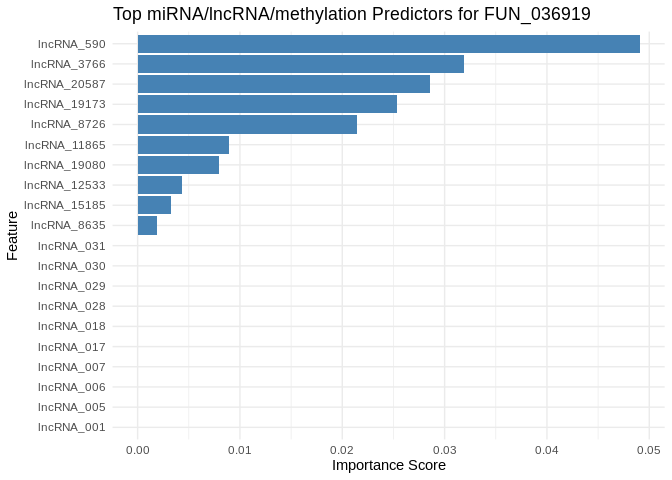 Top miRNA/lncRNA/methylation Predictors for FUN_036919
lncRNA_590
lncRNA_3766
lncRNA_20587
lncRNA_19173
lncRNA_8726
lncRNA_11865
lncRNA_19080
lncRNA_12533
lncRNA_15185
lncRNA_8635
lncRNA_031
lncRNA_030
lncRNA_029
lncRNA_028
lncRNA_018
lncRNA_017
lncRNA_007
lncRNA_006
lncRNA_005
lncRNA_001
Feature
0.00 0.01 0.02 0.03 0.04 0.05
Importance Score